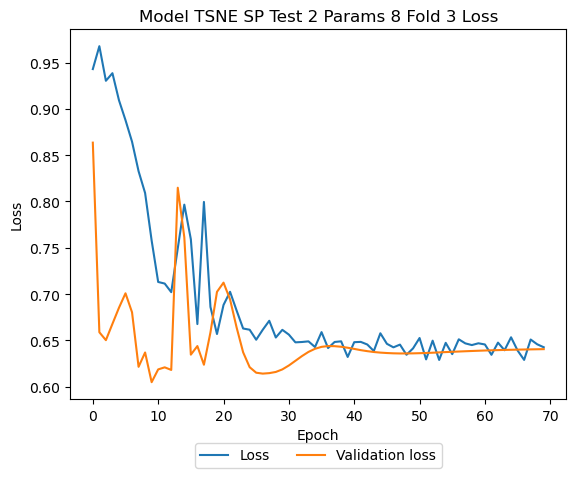 Model TSNE SP Test 2 Params 8 Fold 3 Loss
Loss
0.95
0.90
0.85
0.80
0.75
0.70
0.65
0.60
0 10 20 30 40 50 60 70
Epoch
Loss Validation loss